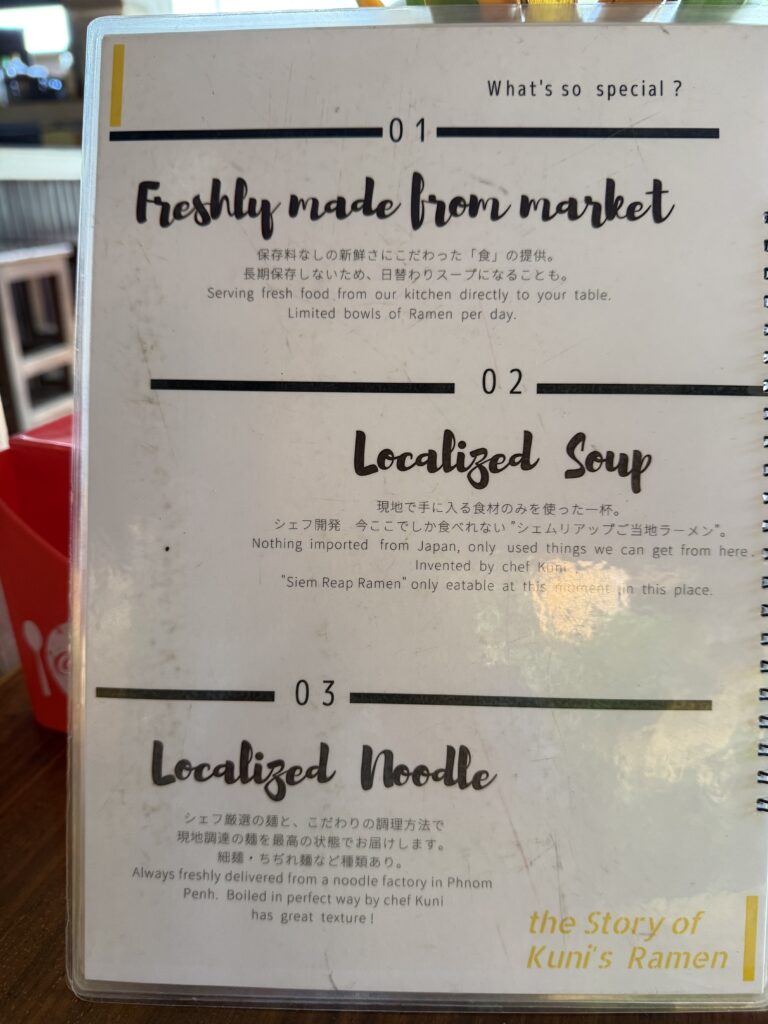 What's so special ?
01
Freshly made from market
保存料なしの新鮮さにこだわった「食」の提供。
長期保存しないため、日替わりスープになることも。
Serving fresh food from our kitchen directly to your table.
Limited bowls of Ramen per day.
02
Localized Soup
現地で手に入る食材のみを使った一杯。
シェフ開発 今ここでしか食べれない"シェムリアップご当地ラーメン"。
Nothing imported from Japan, only used things we can get from here.
Invented by chef Kuni
"Siem Reap Ramen" only eatable at this moment in this place.
03
Localized Noodle
シェフ厳選の麺と、こだわりの調理方法で
現地調達の麺を最高の状態でお届けします。
細麺・ちぢれ麺など種類あり。
Always freshly delivered from a noodle factory in Phnom
Penh. Boiled in perfect way by chef Kuni
has great texture !
the Story of
Kuni's Ramen